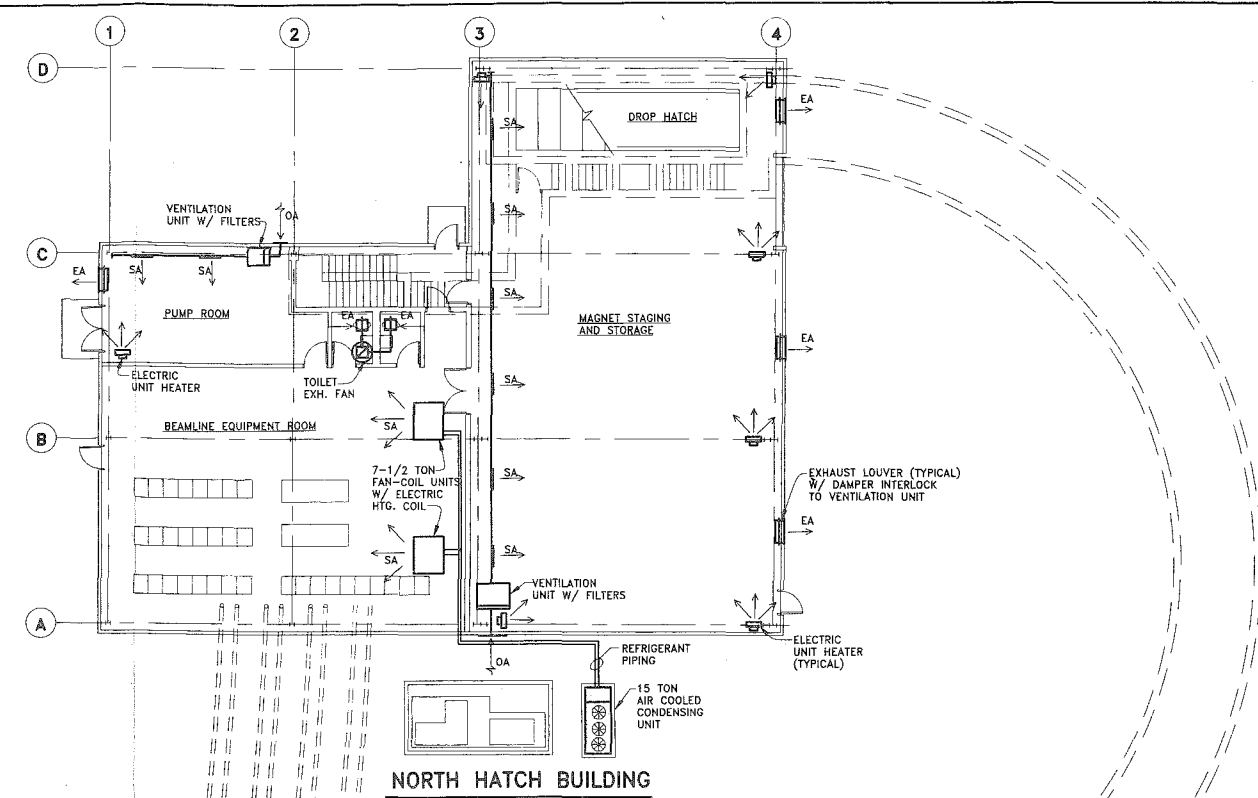 1 2 3 4
D
EA
DROP HATCH
SA
VENTILATION
UNIT W/ FILTERS
OA
SA
C
EA
SA SA
SA
PUMP ROOM
MAGNET STAGING
AND STORAGE
EA EA
EA
ELECTRIC
UNIT HEATER
TOILET
EXH. FAN
SA
BEAMLINE EQUIPMENT ROOM
SA
B
7-1/2 TON
FAN-COIL UNITS
W/ ELECTRIC
HTG. COIL
SA
EXHAUST LOUVER (TYPICAL)
W/ DAMPER INTERLOCK
TO VENTILATION UNIT
EA
SA
SA
VENTILATION
UNIT W/ FILTERS
A
ELECTRIC
UNIT HEATER
(TYPICAL)
OA
REFRIGERANT
PIPING
15 TON
AIR COOLED
CONDENSING
UNIT
NORTH HATCH BUILDING